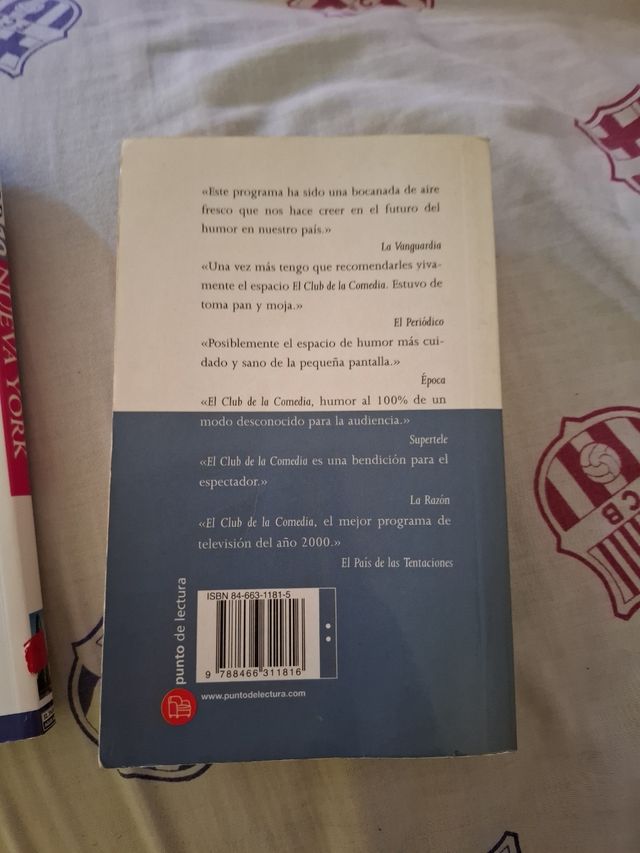 «Este programa ha sido una bocanada de aire
fresco que nos hace creer en el futuro del
humor en nuestro país.»
La Vanguardia
«Una vez más tengo que recomendarles viva-
mente el espacio El Club de la Comedia. Estuvo de
toma pan y moja.»
El Periódico
«Posiblemente el espacio de humor más cui-
dado y sano de la pequeña pantalla.»
Época
«El Club de la Comedia, humor al 100% de un
modo desconocido para la audiencia.»
Supertele
«El Club de la Comedia es una bendición para el
espectador.»
La Razón
«El Club de la Comedia, el mejor programa de
televisión del año 2000.»
El País de las Tentaciones
punto de lectura
ISBN 84-663-1181-5
9 788466 311816
www.puntodelectura.com
NUEVA YORK
CB